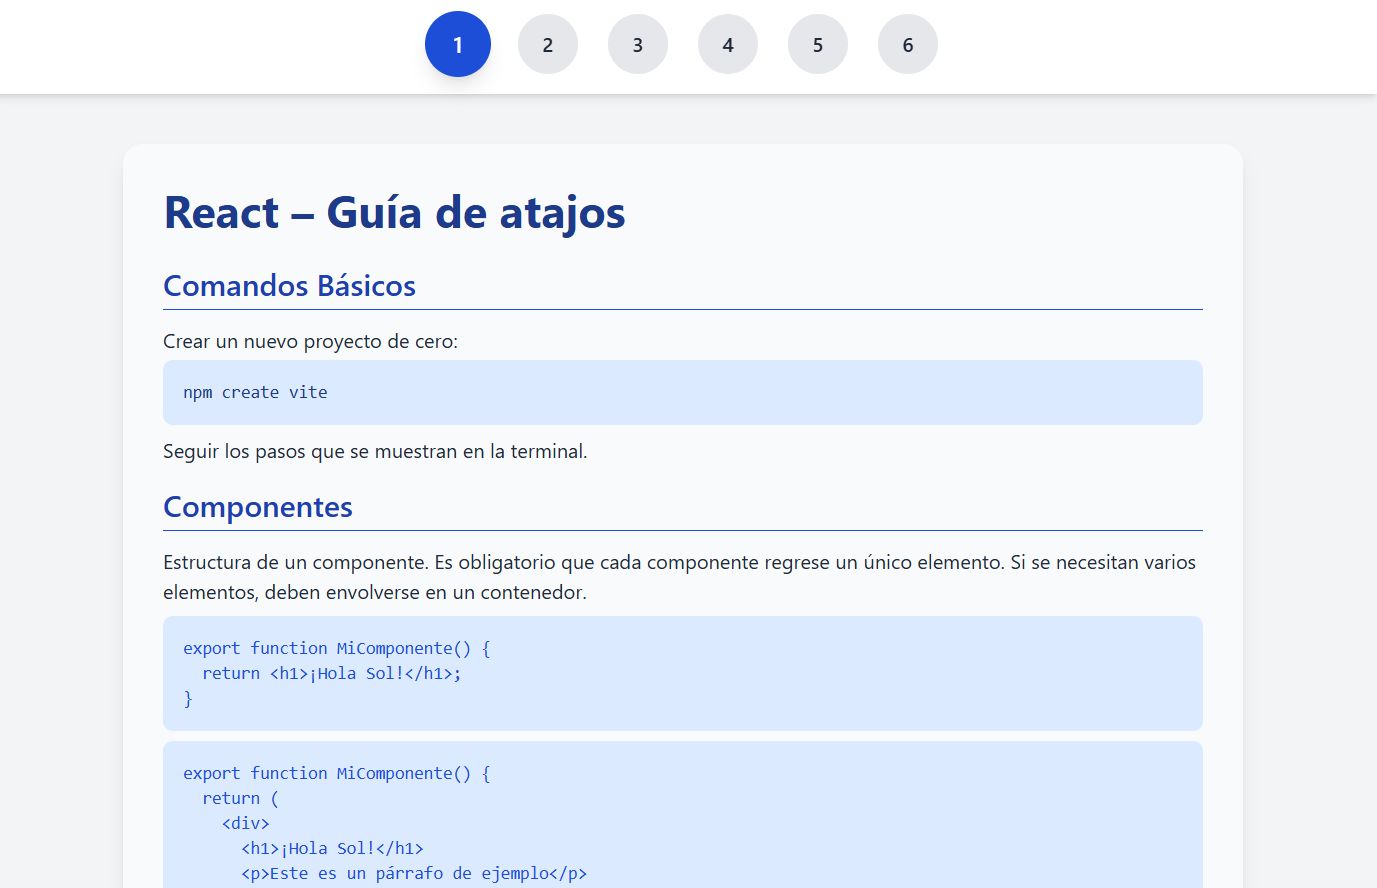 1 2 3 4 5 6
React – Guía de atajos
Comandos Básicos
Crear un nuevo proyecto de cero:
npm create vite
Seguir los pasos que se muestran en la terminal.
Componentes
Estructura de un componente. Es obligatorio que cada componente regrese un único elemento. Si se necesitan varios
elementos, deben envolverse en un contenedor.
export function MiComponente() {
  return <h1>¡Hola Sol!</h1>;
}
export function MiComponente() {
  return (
    <div>
      <h1>¡Hola Sol!</h1>
      <p>Este es un párrafo de ejemplo</p>